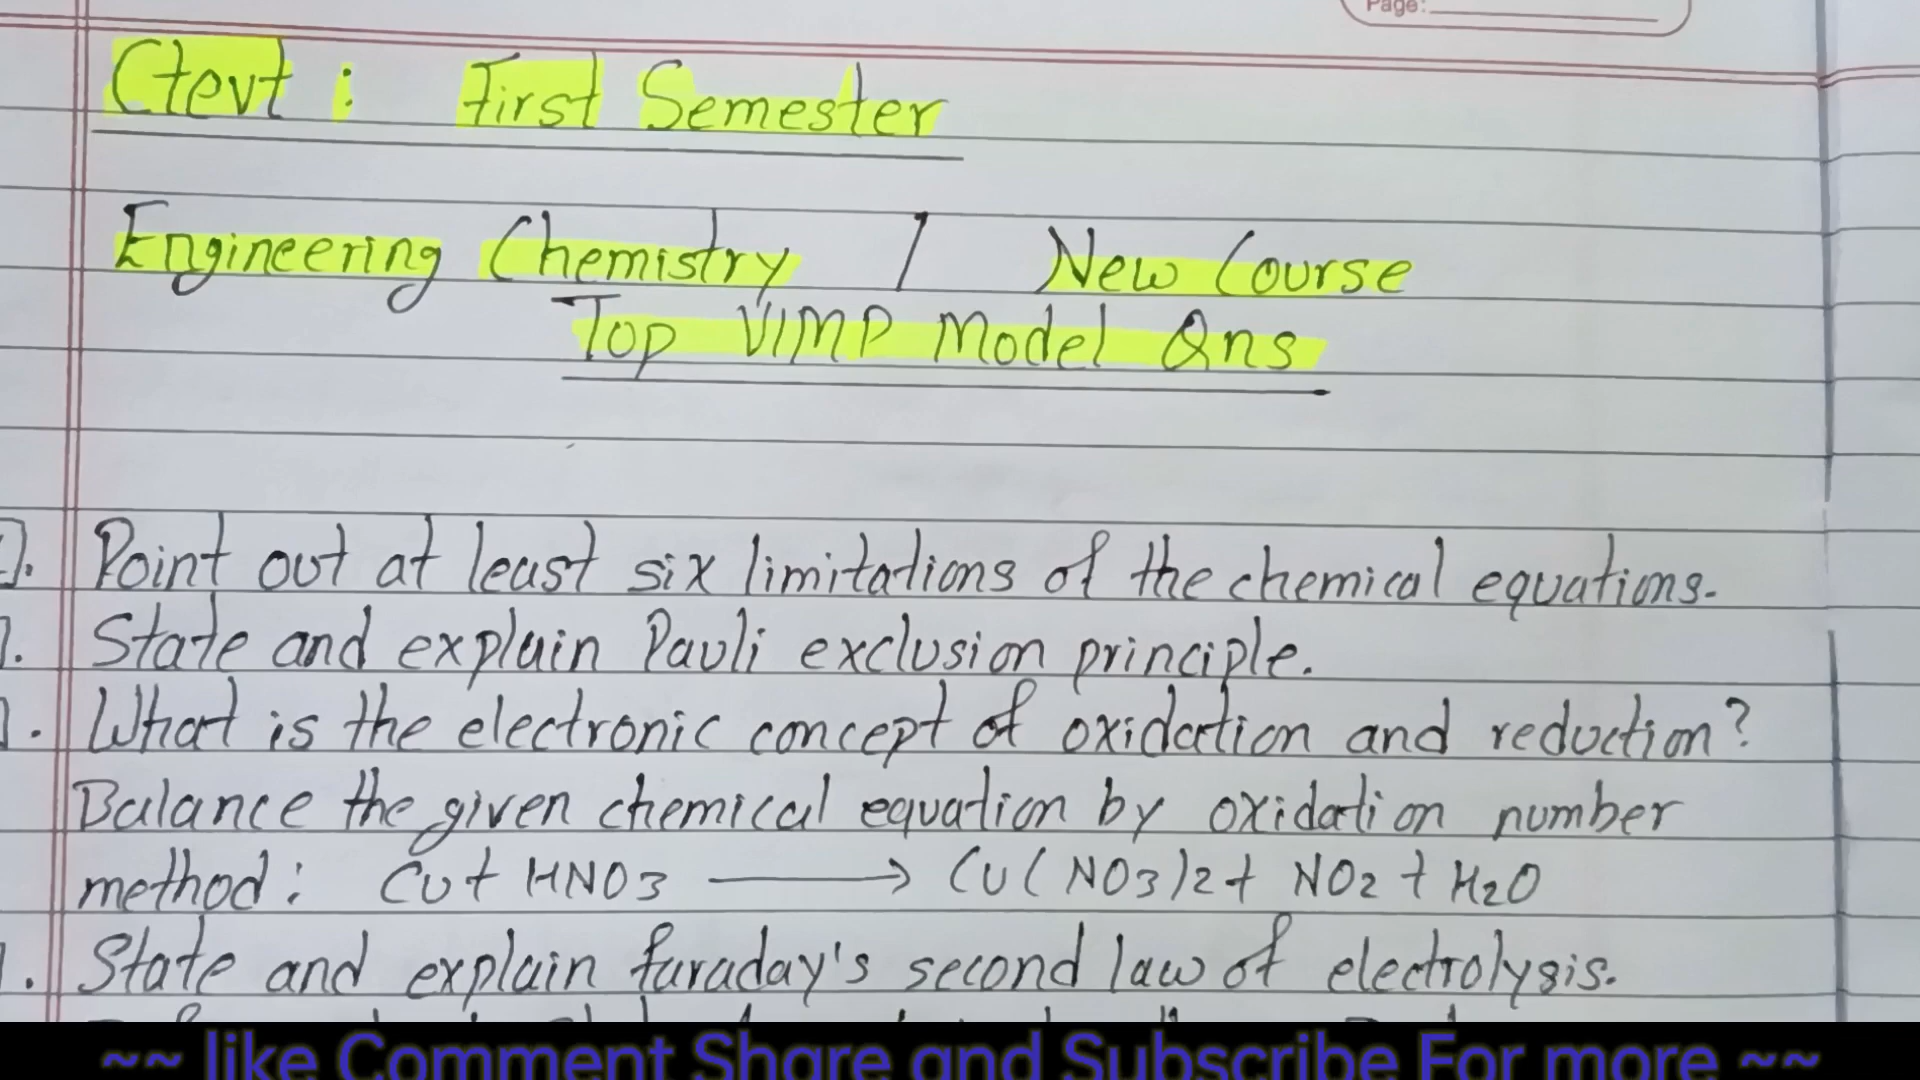 Page:
Ctevt : First Semester
Engineering Chemistry / New Course
Top VIMP Model Qns
Point out at least six limitations of the chemical equations.
State and explain Pauli exclusion principle.
What is the electronic concept of oxidation and reduction?
Balance the given chemical equation by oxidation number
method: Cu + HNO3 ⟶ Cu(NO3)2 + NO2 + H2O
State and explain faraday's second law of electrolysis.
~~ like Comment Share and Subscribe For more ~~